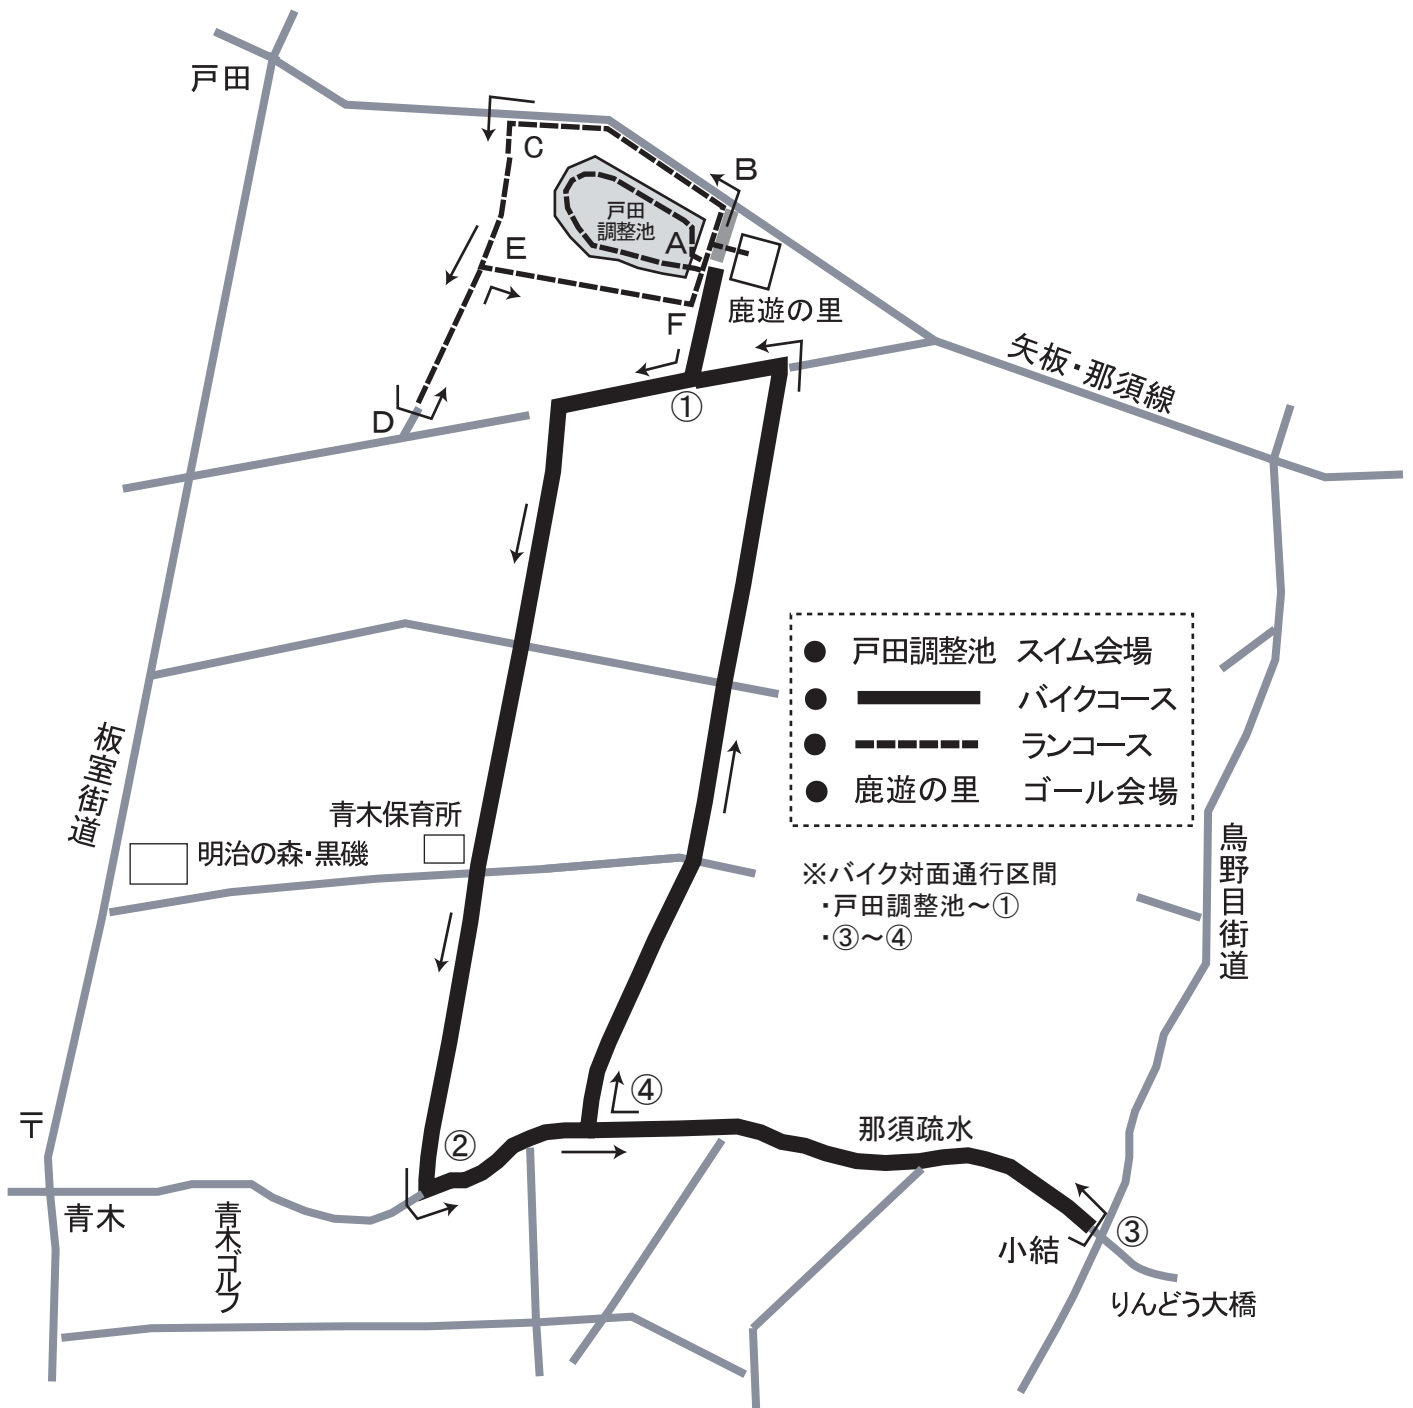 戸田
C
B
戸田
調整池
A
E
F
鹿遊の里
矢板・那須線
①
D
● 戸田調整池 スイム会場
● バイクコース
● ランコース
● 鹿遊の里 ゴール会場
板室街道
青木保育所
明治の森・黒磯
※バイク対面通行区間
・戸田調整池～①
・③～④
鳥野目街道
④
〒
②
那須疏水
青木
青木ゴルフ
小結
③
りんどう大橋